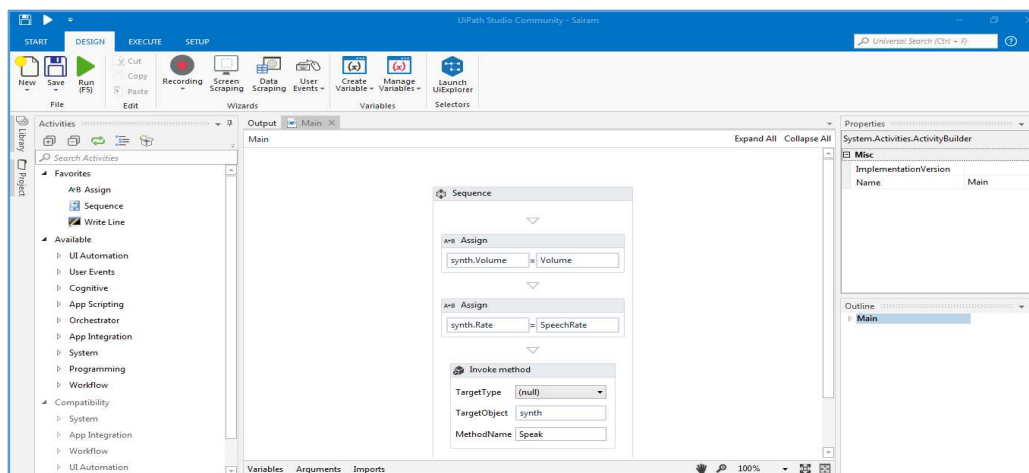 UiPath Studio Community - Sairam
START DESIGN EXECUTE SETUP
Universal Search (Ctrl + F)
New
Save
Run
(F5)
Cut
Copy
Paste
Recording
Screen
Scraping
Data
Scraping
User
Events
Create
Variable
Manage
Variables
Launch
UiExplorer
File
Edit
Wizards
Variables
Selectors
Library
Project
Activities
Search Activities
Favorites
A+B Assign
Sequence
Write Line
Available
UI Automation
User Events
Cognitive
App Scripting
Orchestrator
App Integration
System
Programming
Workflow
Compatibility
System
App Integration
Workflow
UI Automation
Output Main
Main Expand All Collapse All
Sequence
A+B Assign
synth.Volume = Volume
A+B Assign
synth.Rate = SpeechRate
Invoke method
TargetType (null)
TargetObject synth
MethodName Speak
Variables Arguments Imports 100%
Properties
System.Activities.ActivityBuilder
Misc
ImplementationVersion
Name Main
Outline
Main